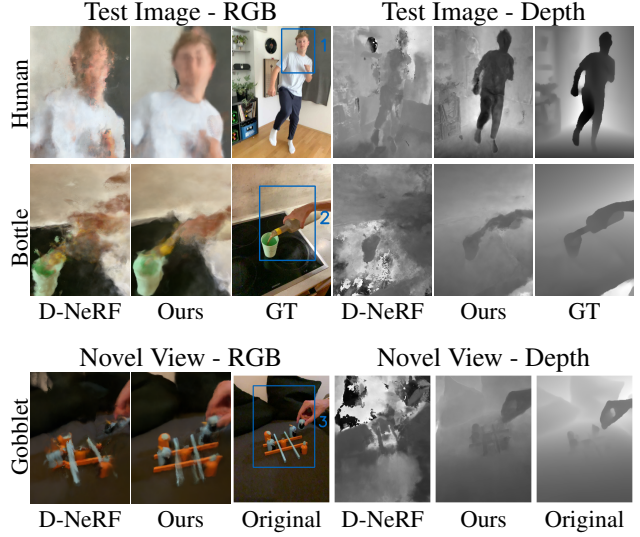 Test Image - RGB Test Image - Depth
Human
1
Bottle
2
D-NeRF Ours GT D-NeRF Ours GT
Novel View - RGB Novel View - Depth
Gobblet
3
D-NeRF Ours Original D-NeRF Ours Original